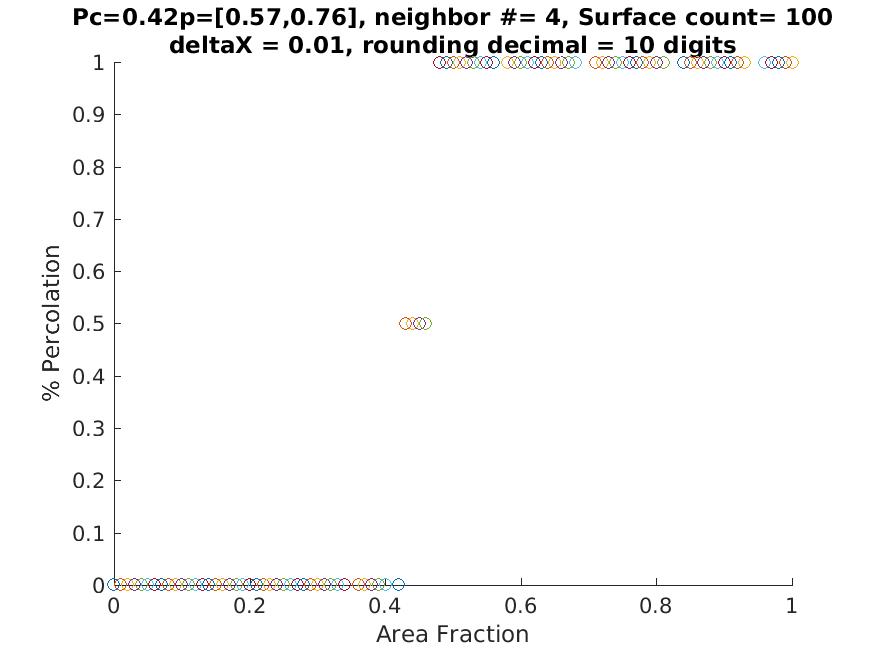 Pc=0.42p=[0.57,0.76], neighbor #= 4, Surface count= 100
deltaX = 0.01, rounding decimal = 10 digits
1
0.9
0.8
0.7
0.6
0.5
0.4
0.3
0.2
0.1
0
% Percolation
0 0.2 0.4 0.6 0.8 1
Area Fraction